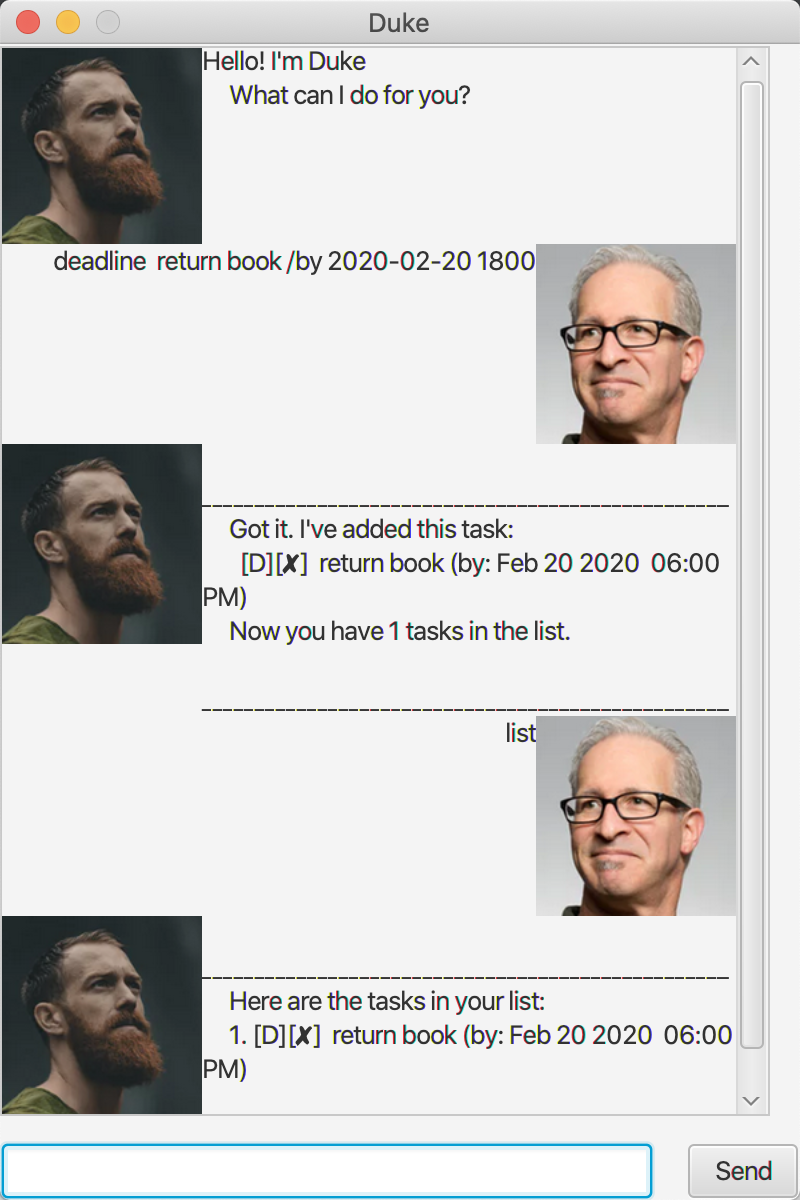 Duke
Hello! I'm Duke
What can I do for you?
deadline  return book /by 2020-02-20 1800
____________________________________________________
Got it. I've added this task:
[D][✘]  return book (by: Feb 20 2020  06:00
PM)
Now you have 1 tasks in the list.
____________________________________________________
list
____________________________________________________
Here are the tasks in your list:
1. [D][✘]  return book (by: Feb 20 2020  06:00
PM)
Send